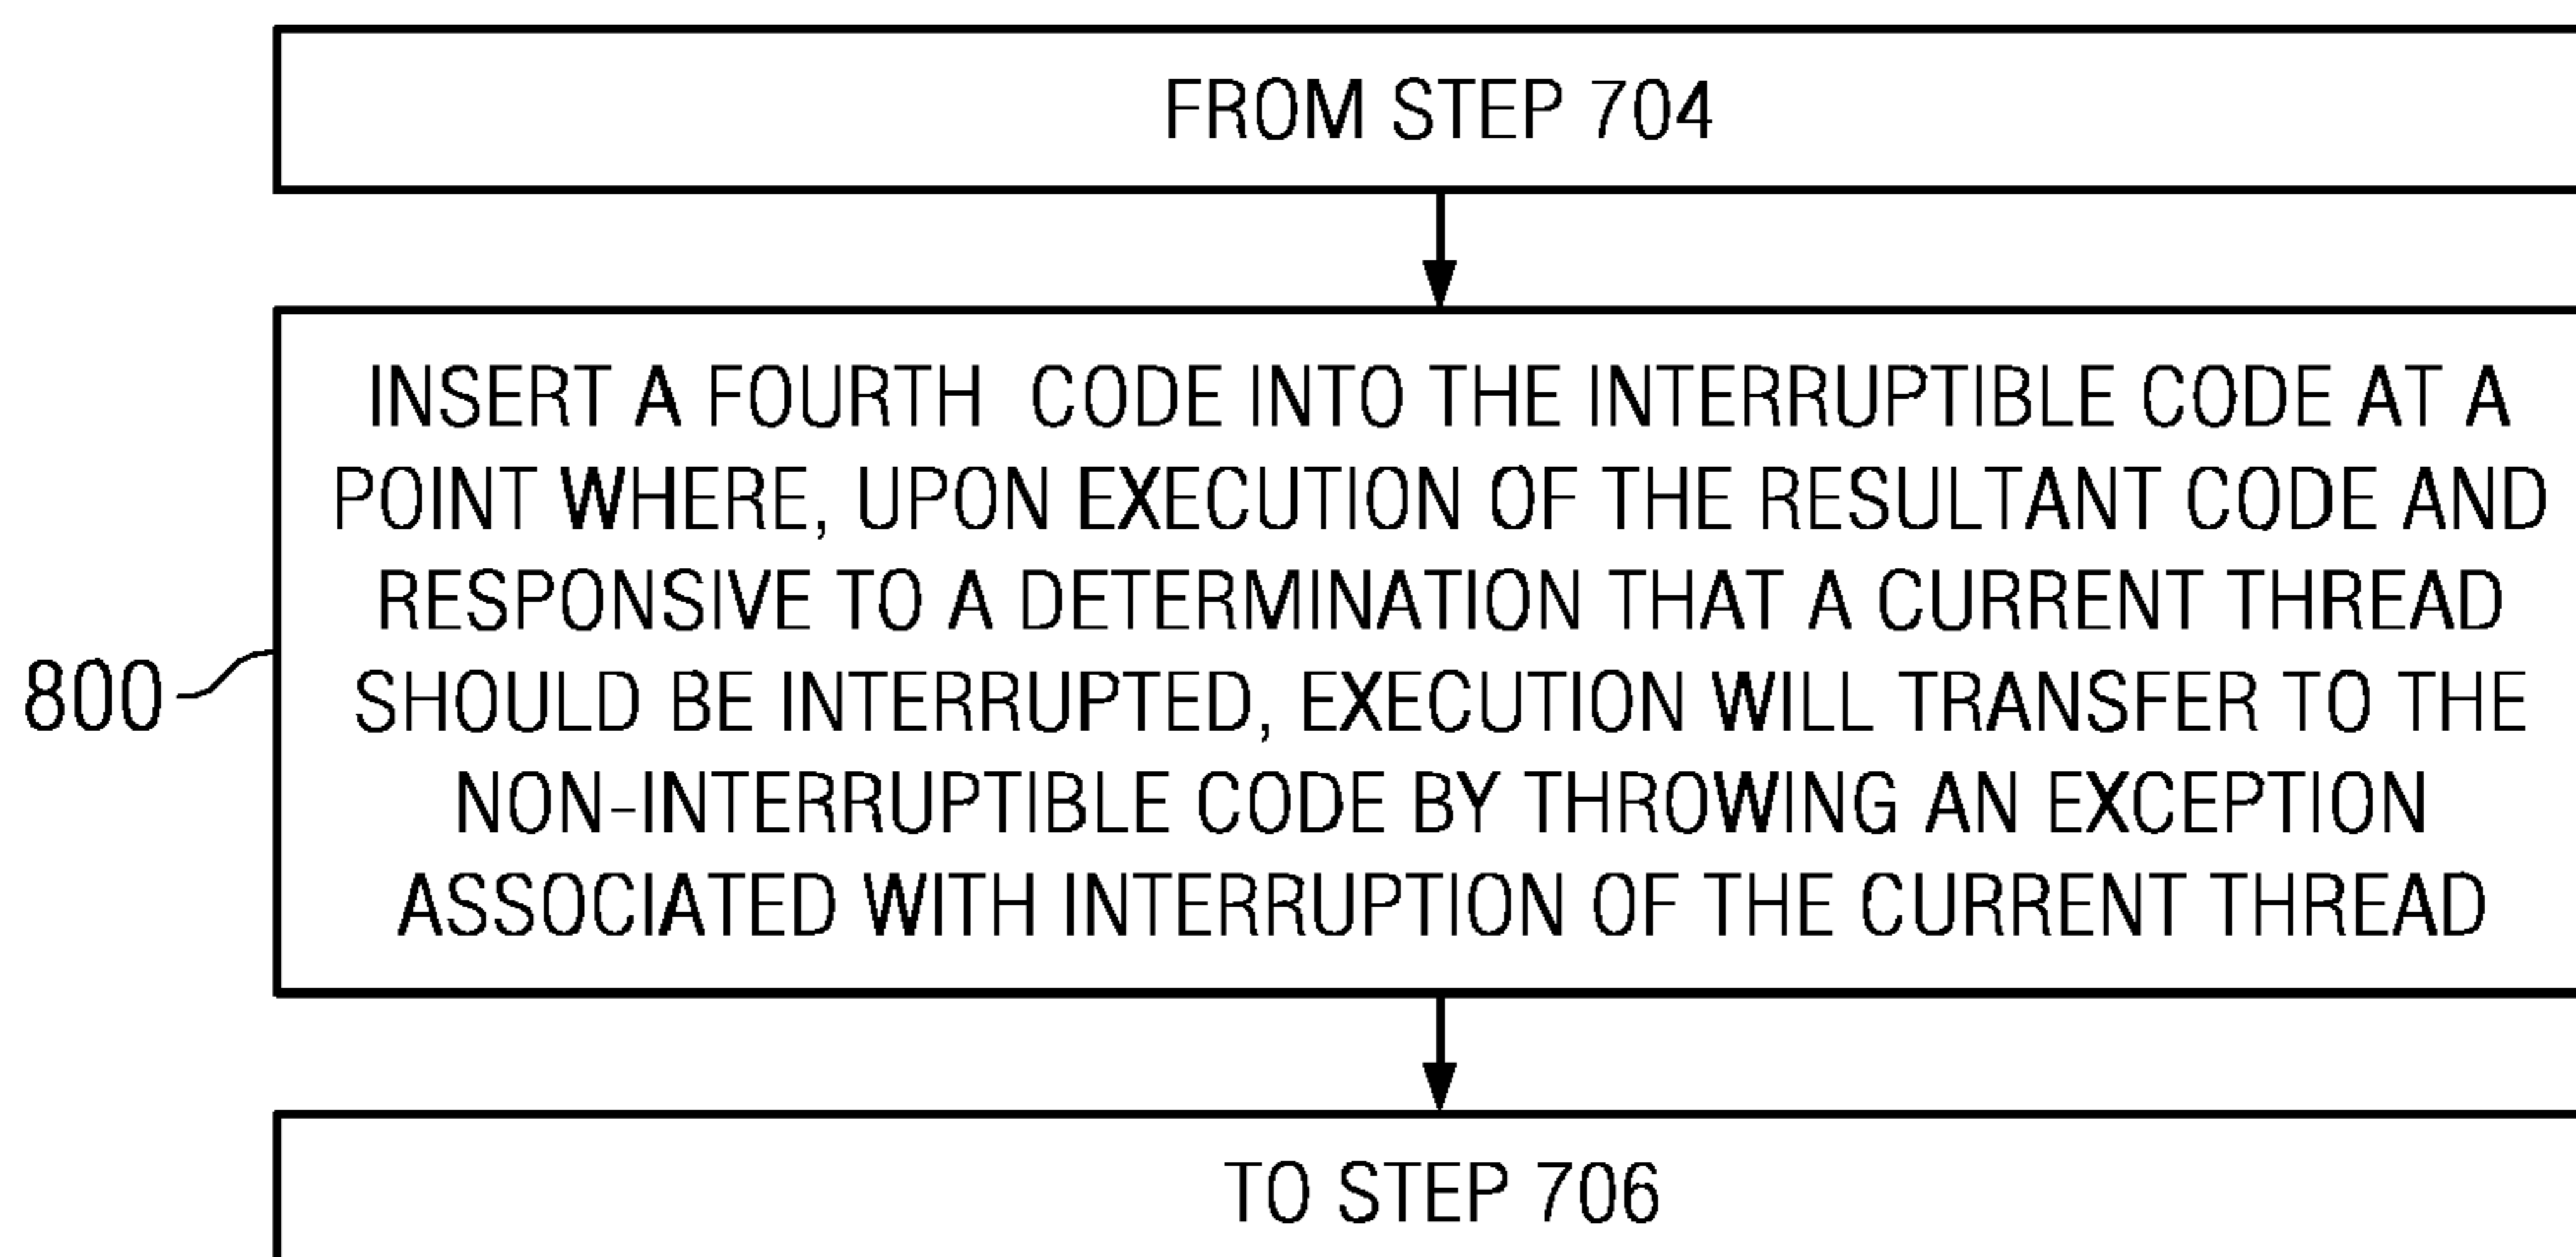 FROM STEP 704
INSERT A FOURTH CODE INTO THE INTERRUPTIBLE CODE AT A
POINT WHERE, UPON EXECUTION OF THE RESULTANT CODE AND
RESPONSIVE TO A DETERMINATION THAT A CURRENT THREAD
SHOULD BE INTERRUPTED, EXECUTION WILL TRANSFER TO THE
NON-INTERRUPTIBLE CODE BY THROWING AN EXCEPTION
ASSOCIATED WITH INTERRUPTION OF THE CURRENT THREAD
800
TO STEP 706